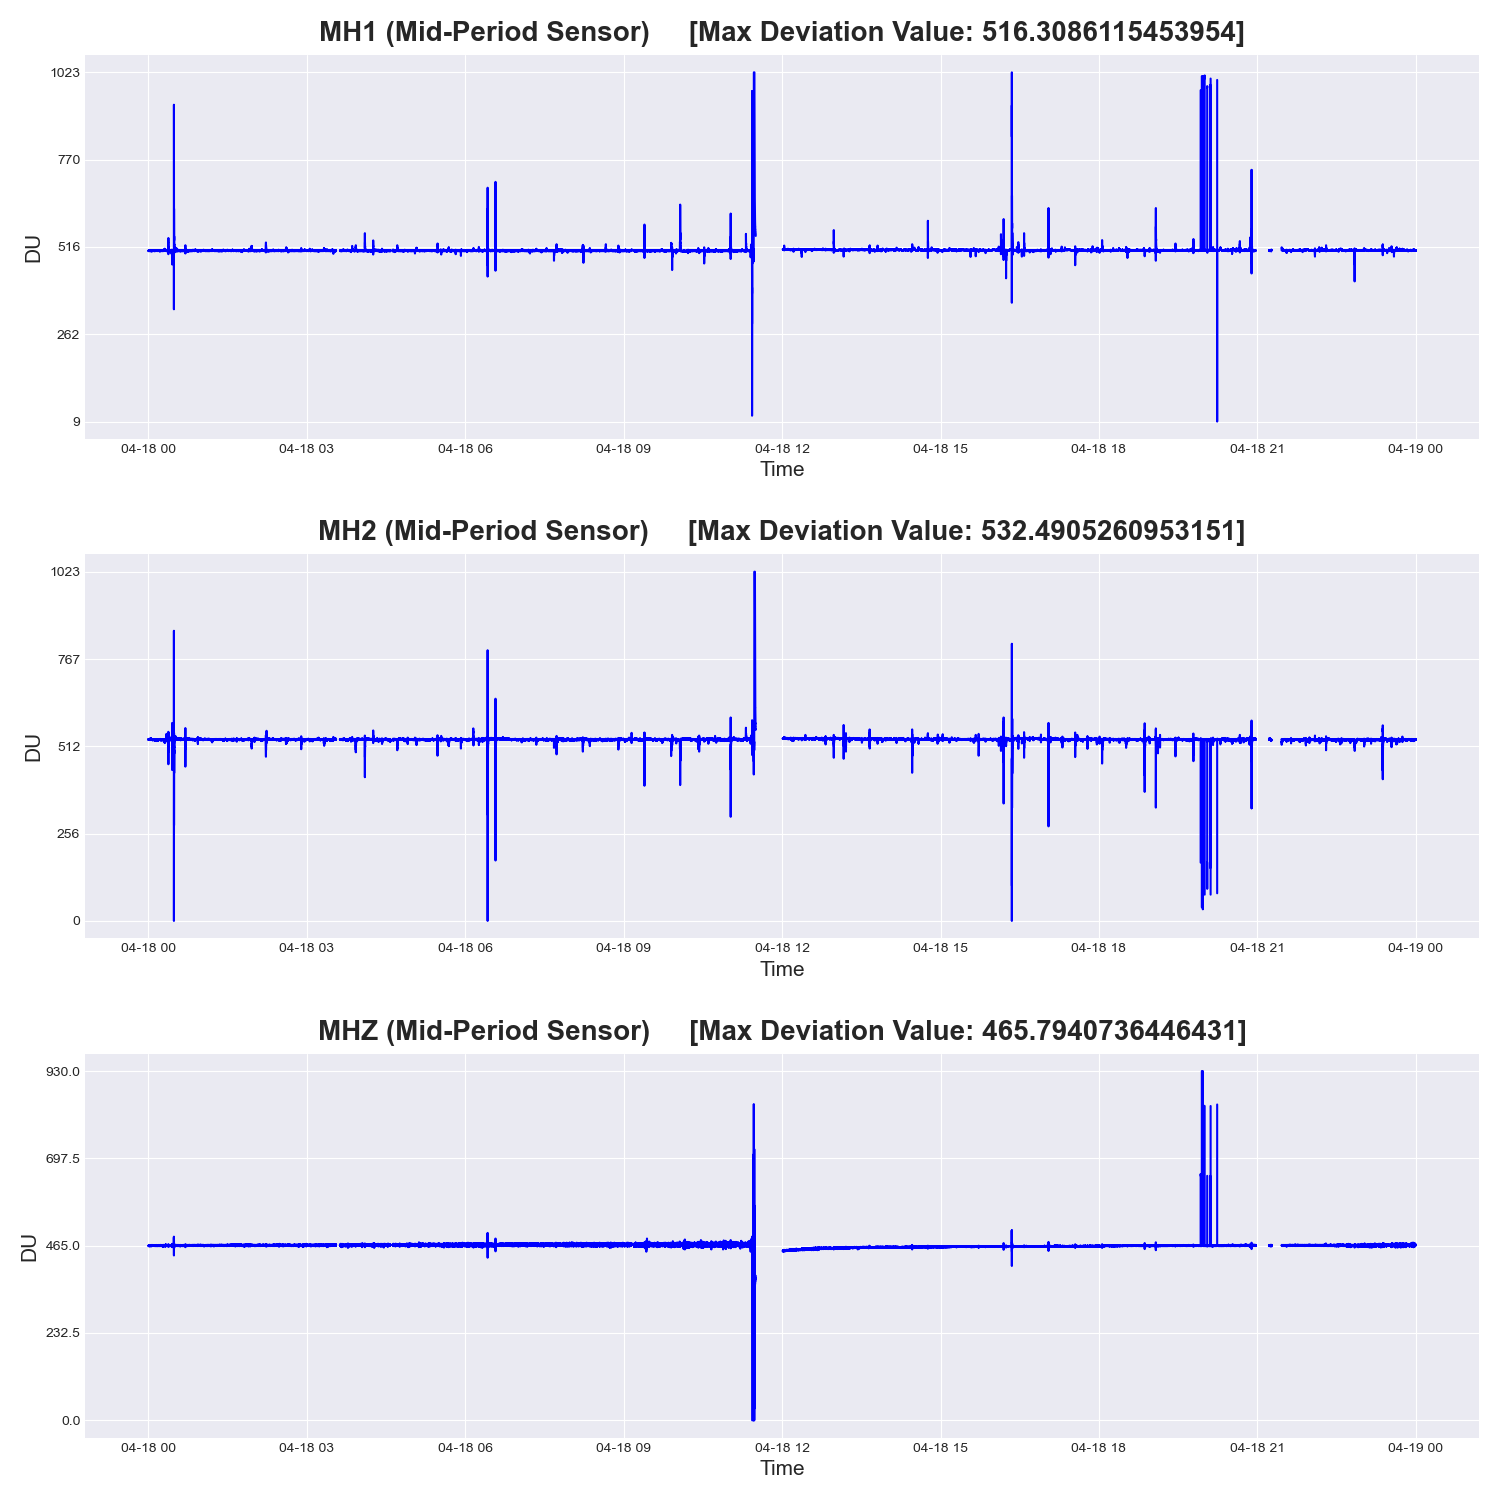 MH1 (Mid-Period Sensor)     [Max Deviation Value: 516.3086115453954]
1023
770
516
262
9
DU
04-18 00 04-18 03 04-18 06 04-18 09 04-18 12 04-18 15 04-18 18 04-18 21 04-19 00
Time
MH2 (Mid-Period Sensor)     [Max Deviation Value: 532.4905260953151]
1023
767
512
256
0
DU
04-18 00 04-18 03 04-18 06 04-18 09 04-18 12 04-18 15 04-18 18 04-18 21 04-19 00
Time
MHZ (Mid-Period Sensor)     [Max Deviation Value: 465.7940736446431]
930.0
697.5
465.0
232.5
0.0
DU
04-18 00 04-18 03 04-18 06 04-18 09 04-18 12 04-18 15 04-18 18 04-18 21 04-19 00
Time